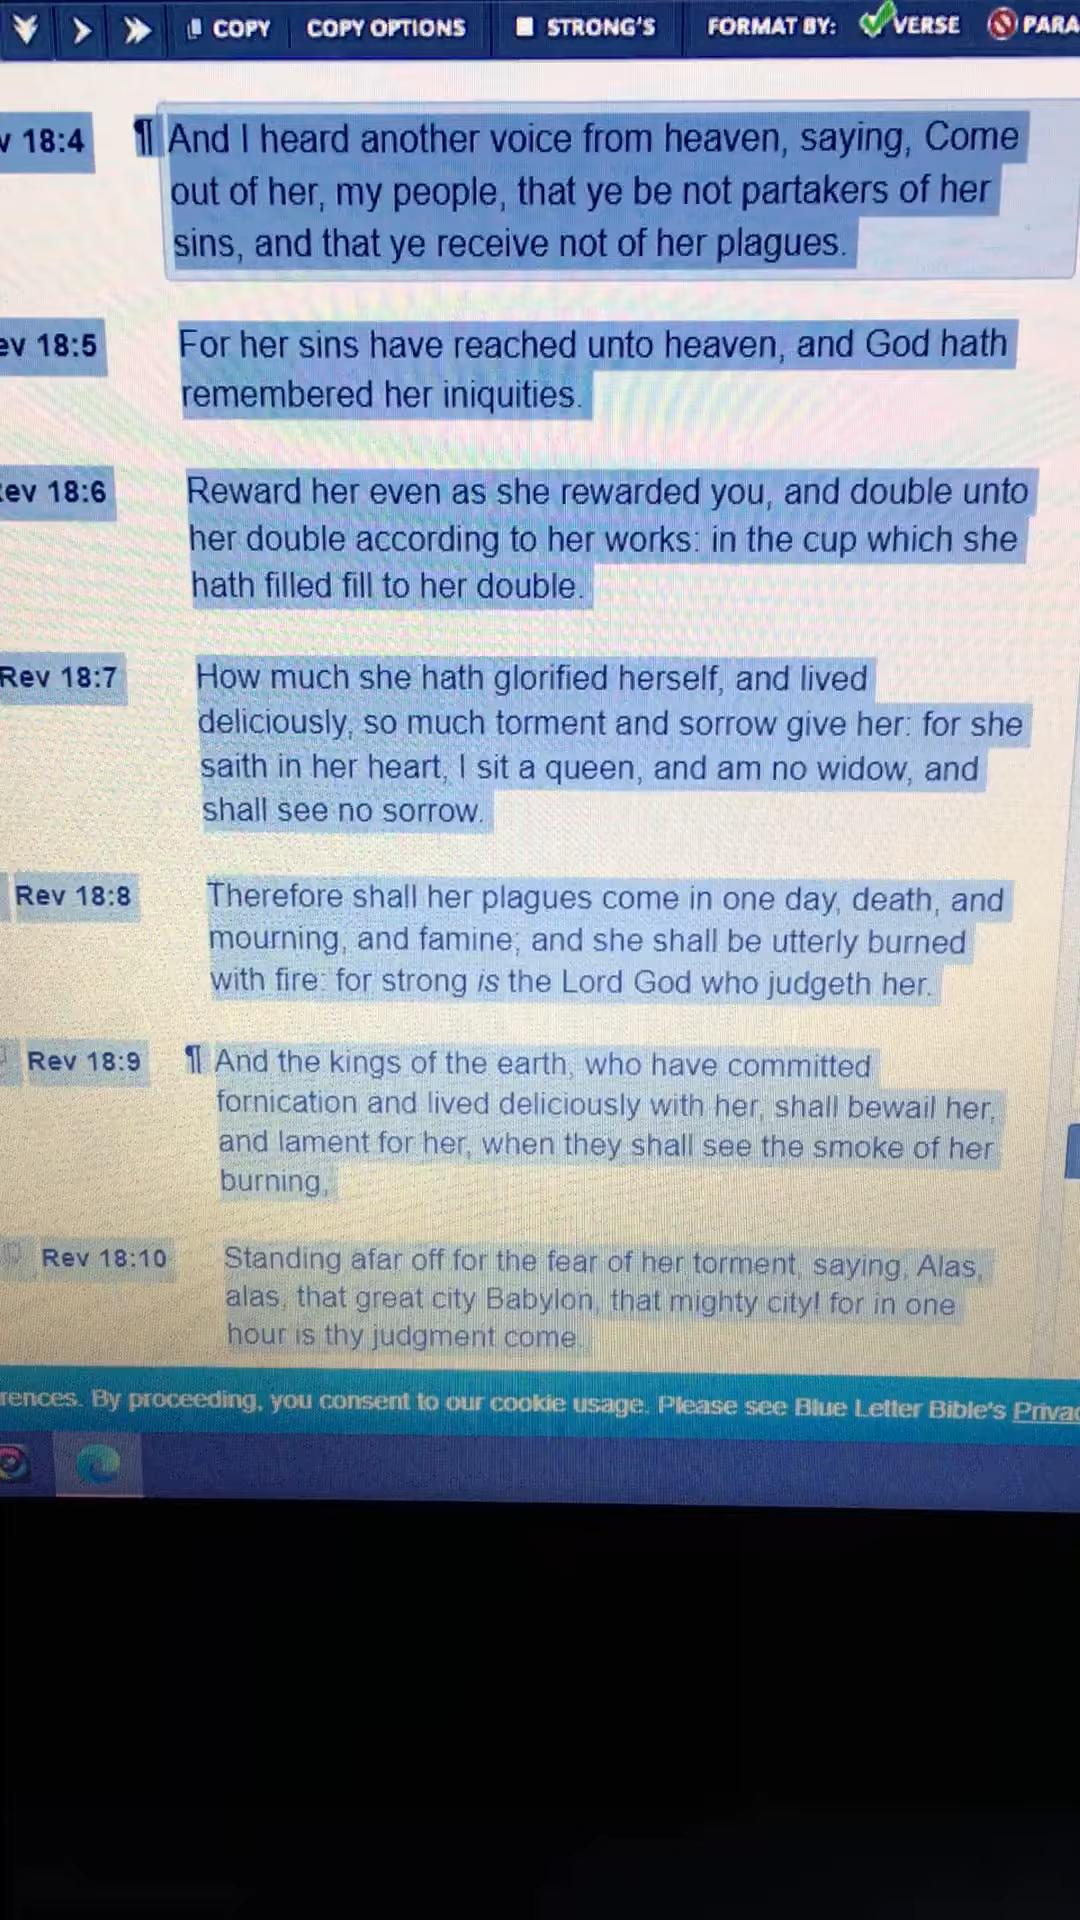 COPY COPY OPTIONS STRONG'S FORMAT BY: VERSE PARA
v 18:4 ¶ And I heard another voice from heaven, saying, Come
out of her, my people, that ye be not partakers of her
sins, and that ye receive not of her plagues.
ev 18:5 For her sins have reached unto heaven, and God hath
remembered her iniquities.
Rev 18:6 Reward her even as she rewarded you, and double unto
her double according to her works: in the cup which she
hath filled fill to her double.
Rev 18:7 How much she hath glorified herself, and lived
deliciously, so much torment and sorrow give her: for she
saith in her heart, I sit a queen, and am no widow, and
shall see no sorrow.
Rev 18:8 Therefore shall her plagues come in one day, death, and
mourning, and famine; and she shall be utterly burned
with fire: for strong is the Lord God who judgeth her.
Rev 18:9 ¶ And the kings of the earth, who have committed
fornication and lived deliciously with her, shall bewail her,
and lament for her, when they shall see the smoke of her
burning,
Rev 18:10 Standing afar off for the fear of her torment, saying, Alas,
alas, that great city Babylon, that mighty city! for in one
hour is thy judgment come.
rences. By proceeding, you consent to our cookie usage. Please see Blue Letter Bible's Privac